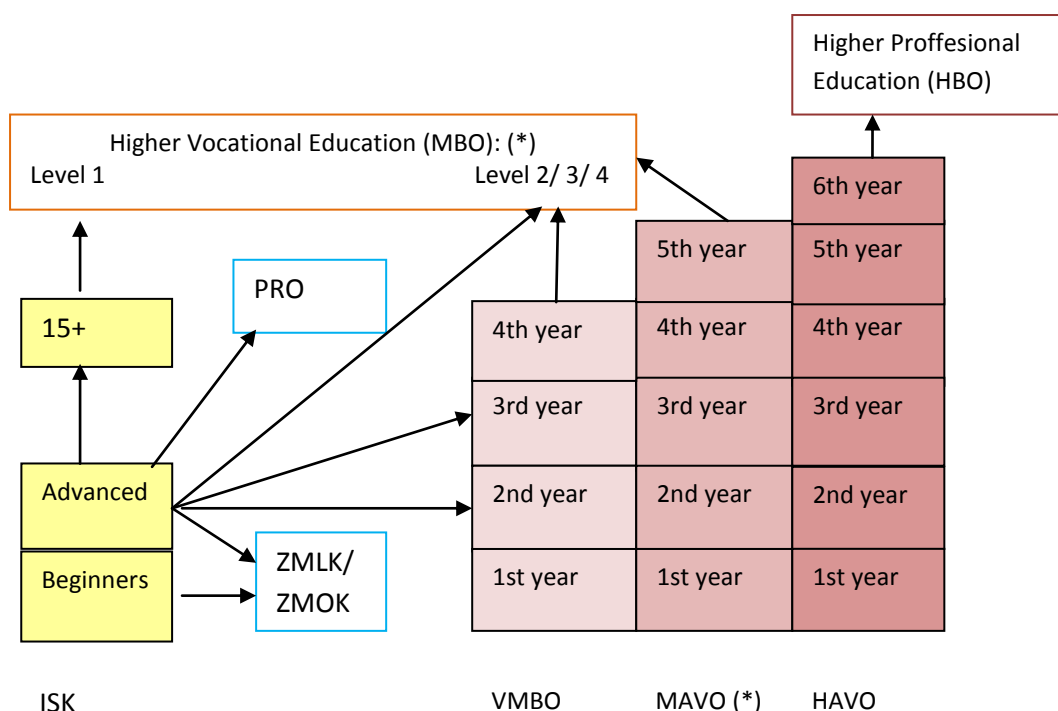 Higher Proffesional
Education (HBO)
Higher Vocational Education (MBO): (*)
Level 1
Level 2/ 3/ 4
6th year
5th year
5th year
PRO
15+
4th year
4th year
4th year
3rd year
3rd year
3rd year
Advanced
2nd year
2nd year
2nd year
ZMLK/
ZMOK
Beginners
1st year
1st year
1st year
ISK
VMBO
MAVO (*)
HAVO